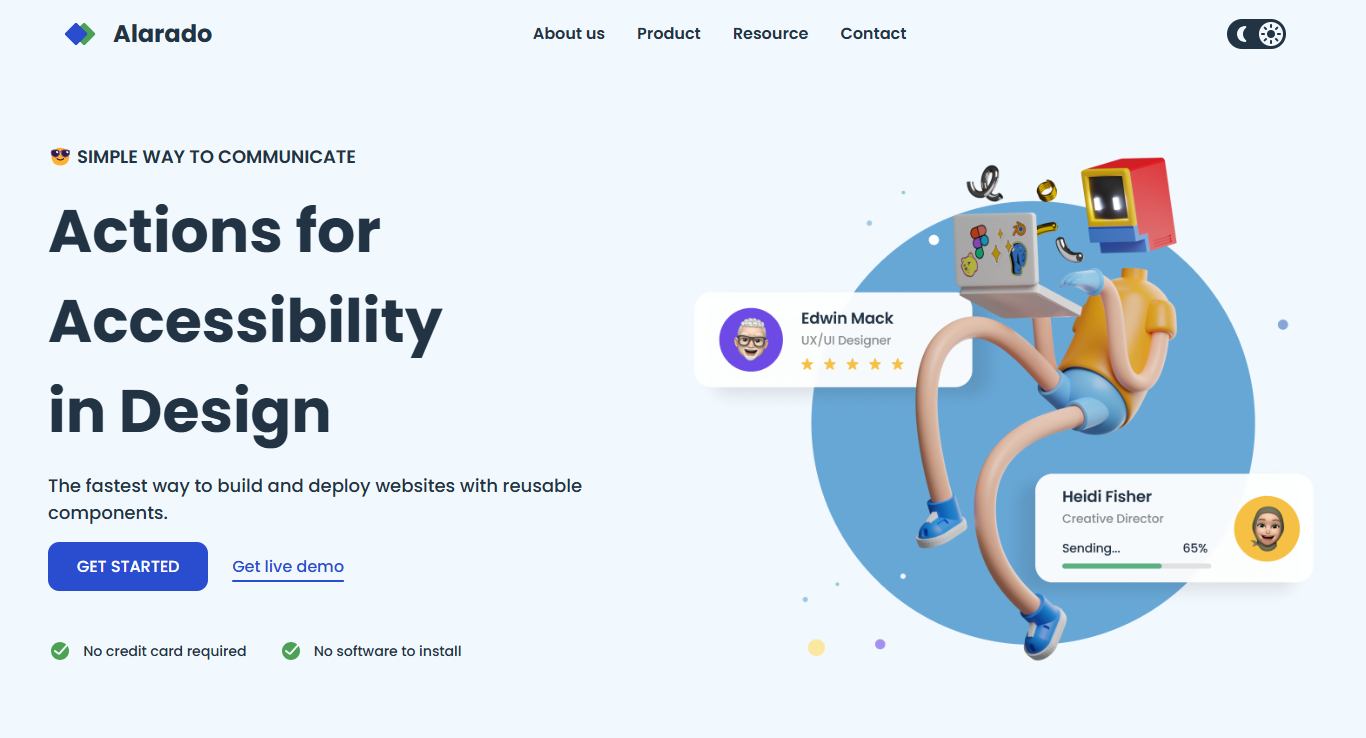 Alarado
About us
Product
Resource
Contact
SIMPLE WAY TO COMMUNICATE
Actions for
Accessibility
in Design
The fastest way to build and deploy websites with reusable
components.
GET STARTED
Get live demo
No credit card required
No software to install
Edwin Mack
UX/UI Designer
Heidi Fisher
Creative Director
Sending...
65%